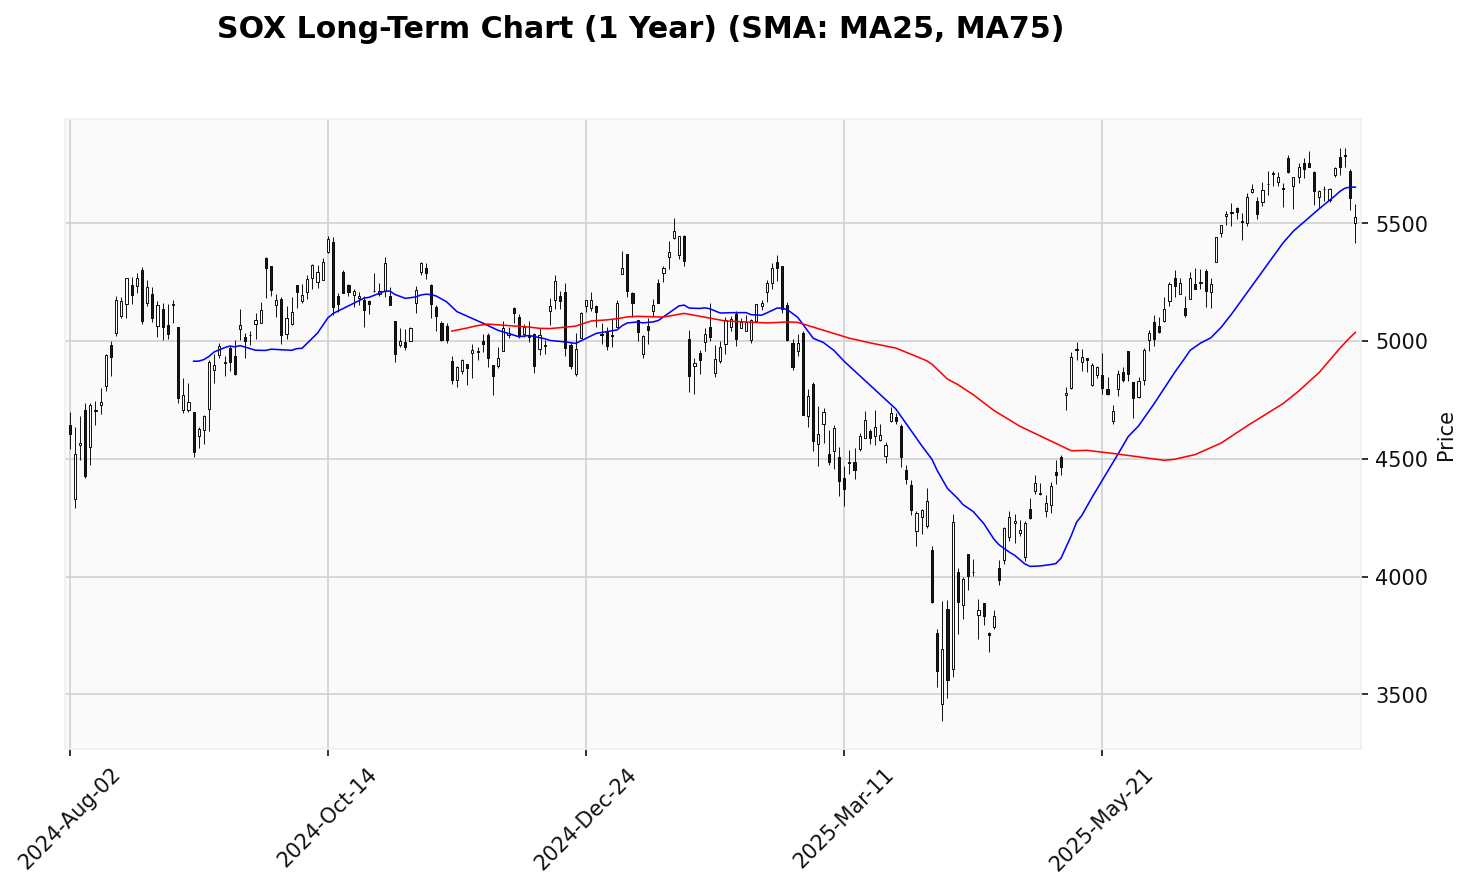 SOX Long-Term Chart (1 Year) (SMA: MA25, MA75)
5500
5000
4500
4000
3500
Price
2024-Aug-02
2024-Oct-14
2024-Dec-24
2025-Mar-11
2025-May-21